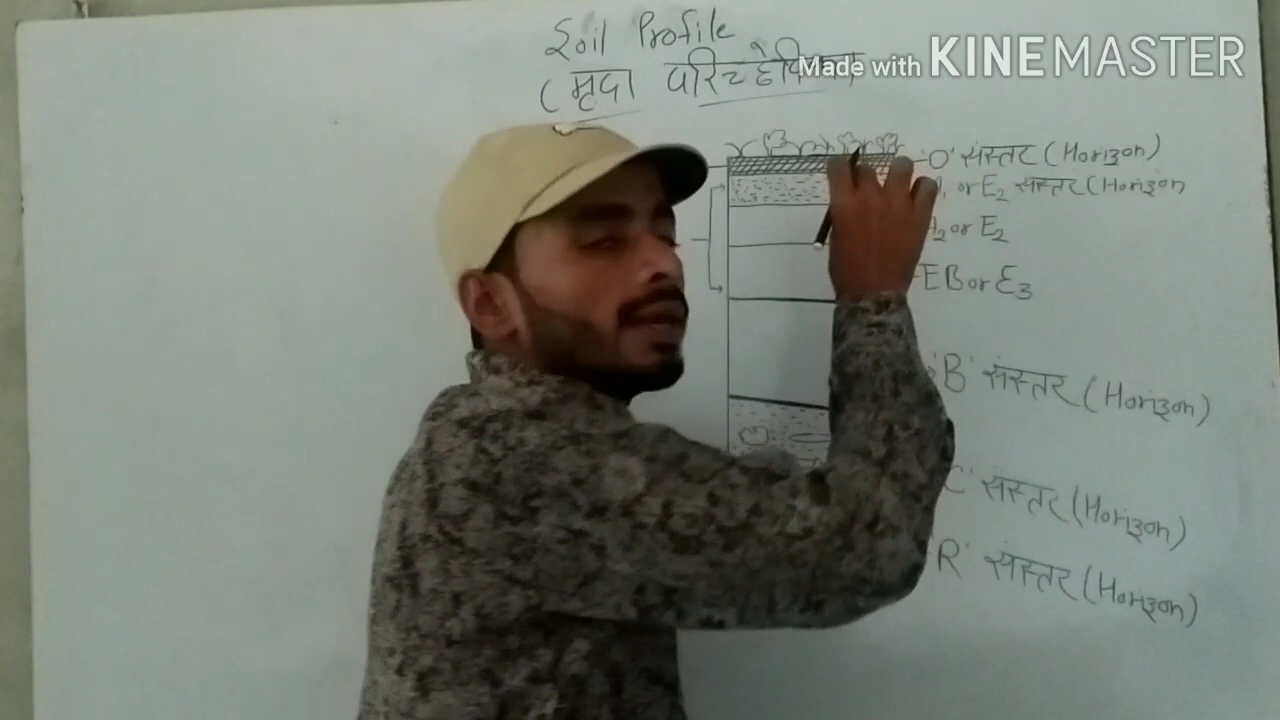 Soil Profile
(मृदा
Made with KINEMASTER
'O' संस्तर (Horizon)
or E2 संस्तर (Horizon
A2 or E2
EB or E3
'B' संस्तर (Horizon)
'C' संस्तर (Horizon)
'R' संस्तर (Horizon)